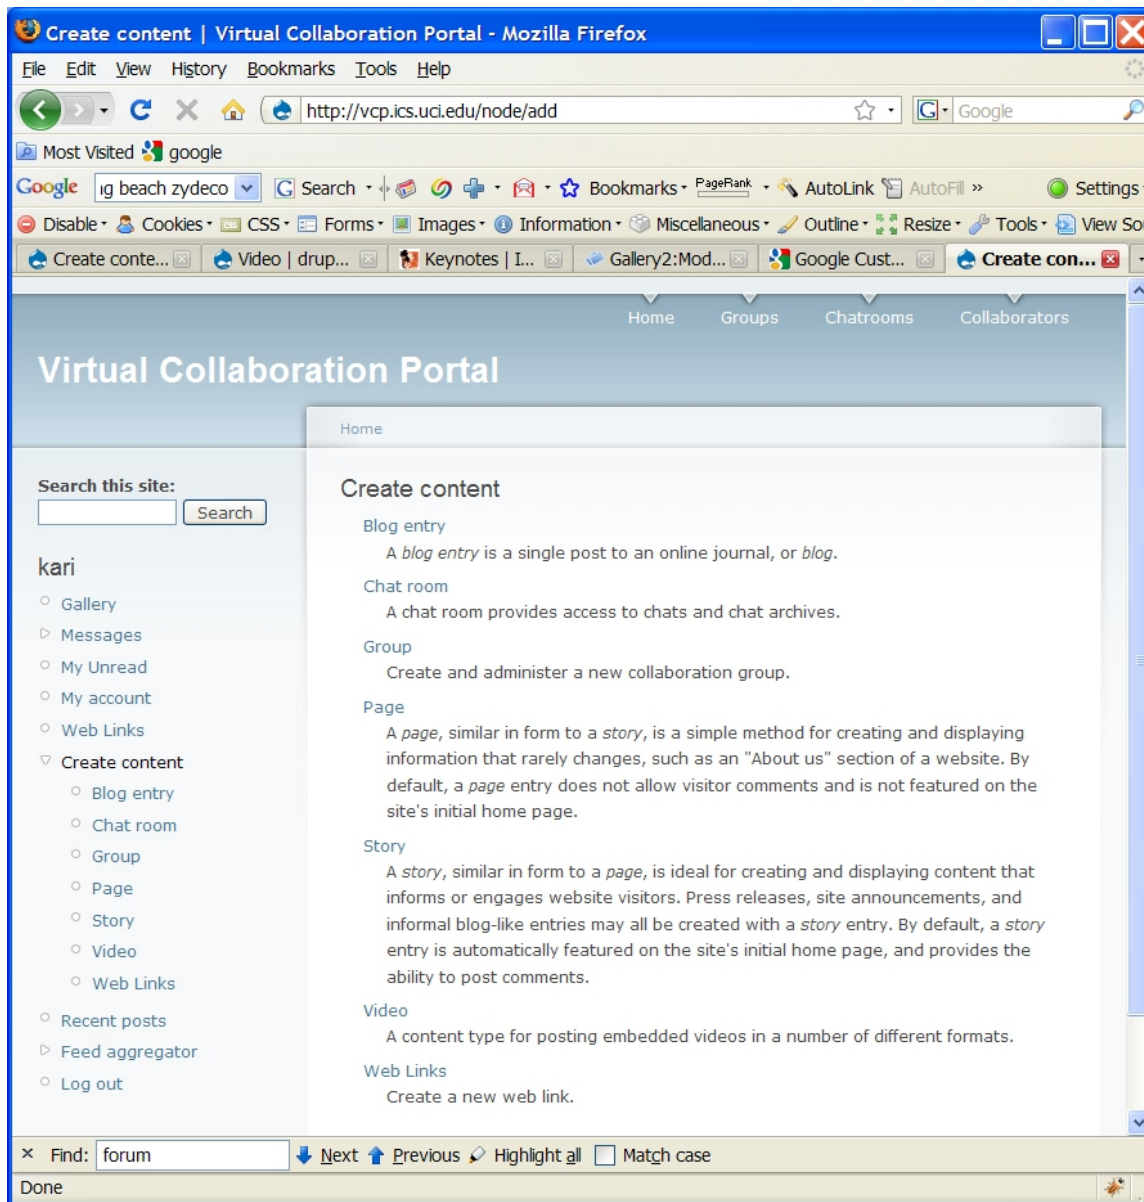 Create content | Virtual Collaboration Portal - Mozilla Firefox
File Edit View History Bookmarks Tools Help
http://vcp.ics.uci.edu/node/add G Google
Most Visited google
Google ıg beach zydeco G Search Bookmarks PageRank AutoLink AutoFill » Settings
Disable Cookies CSS Forms Images Information Miscellaneous Outline Resize Tools View Sou
Create conte... Video | drup... Keynotes | I... Gallery2:Mod... Google Cust... Create con...
Home Groups Chatrooms Collaborators
Virtual Collaboration Portal
Home
Search this site:
Search
kari
Gallery
Messages
My Unread
My account
Web Links
Create content
Blog entry
Chat room
Group
Page
Story
Video
Web Links
Recent posts
Feed aggregator
Log out
Create content
Blog entry
A blog entry is a single post to an online journal, or blog.
Chat room
A chat room provides access to chats and chat archives.
Group
Create and administer a new collaboration group.
Page
A page, similar in form to a story, is a simple method for creating and displaying
information that rarely changes, such as an "About us" section of a website. By
default, a page entry does not allow visitor comments and is not featured on the
site's initial home page.
Story
A story, similar in form to a page, is ideal for creating and displaying content that
informs or engages website visitors. Press releases, site announcements, and
informal blog-like entries may all be created with a story entry. By default, a story
entry is automatically featured on the site's initial home page, and provides the
ability to post comments.
Video
A content type for posting embedded videos in a number of different formats.
Web Links
Create a new web link.
× Find: forum Next Previous Highlight all Match case
Done